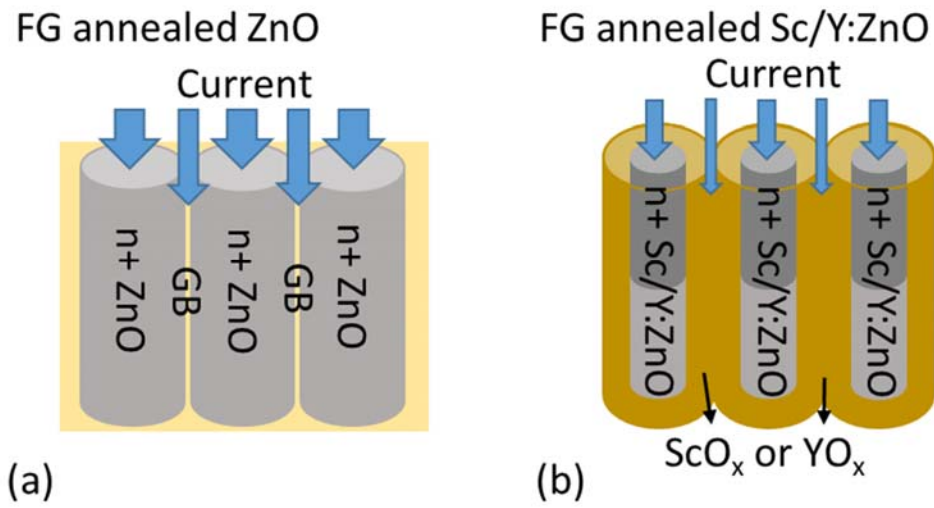 FG annealed ZnO
Current
n+ ZnO
GB
n+ ZnO
GB
n+ ZnO
(a)
FG annealed Sc/Y:ZnO
Current
n+ Sc/Y:ZnO
n+ Sc/Y:ZnO
n+ Sc/Y:ZnO
ScOₓ or YOₓ
(b)